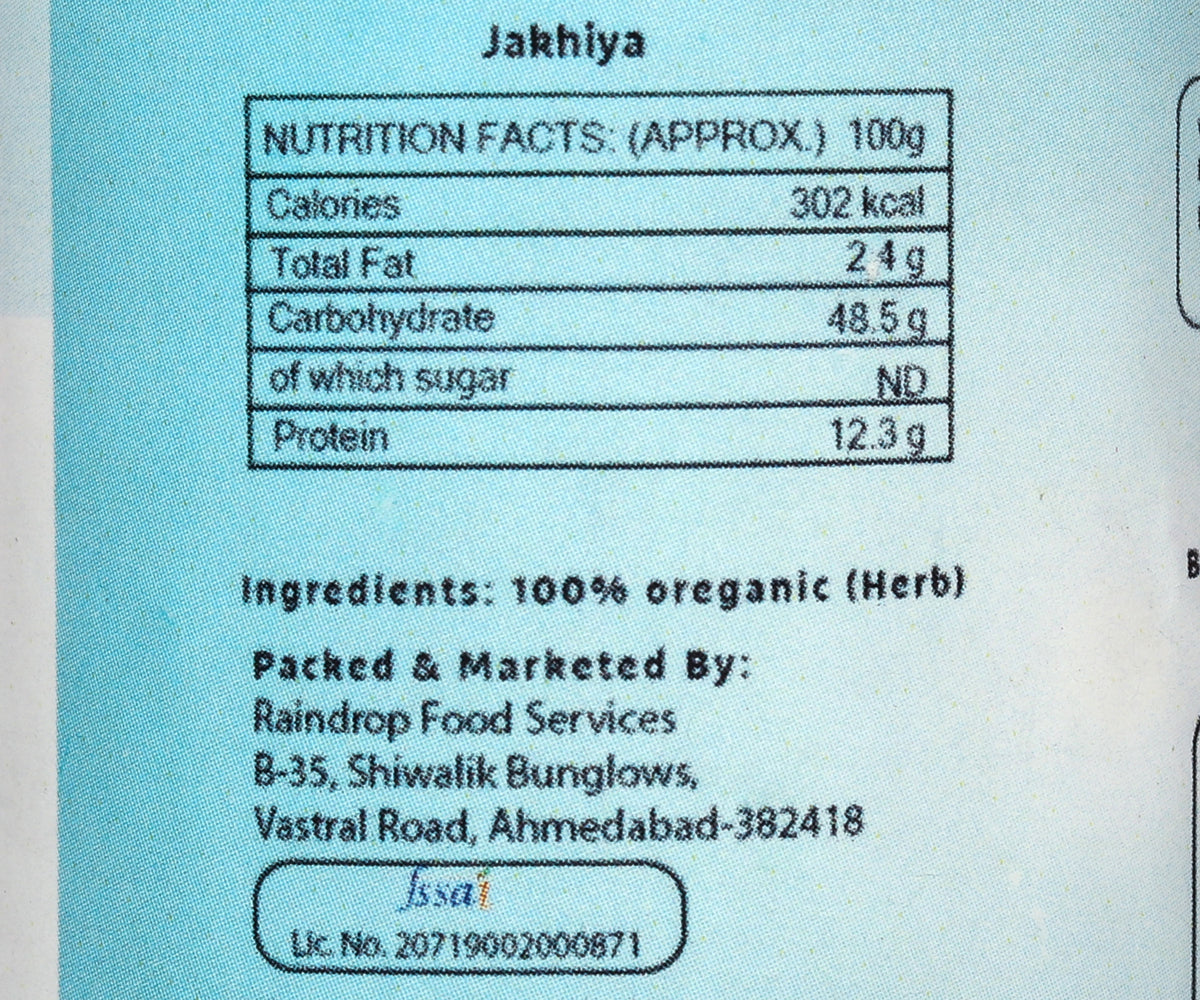 Jakhiya
NUTRITION FACTS: (APPROX.) 100g
Calories 302 kcal
Total Fat 2.4 g
Carbohydrate 48.5 g
of which sugar ND
Protein 12.3 g
Ingredients: 100% oreganic (Herb)
Packed & Marketed By:
Raindrop Food Services
B-35, Shiwalik Bunglows,
Vastral Road, Ahmedabad-382418
fssai
Lic. No. 20719002000871